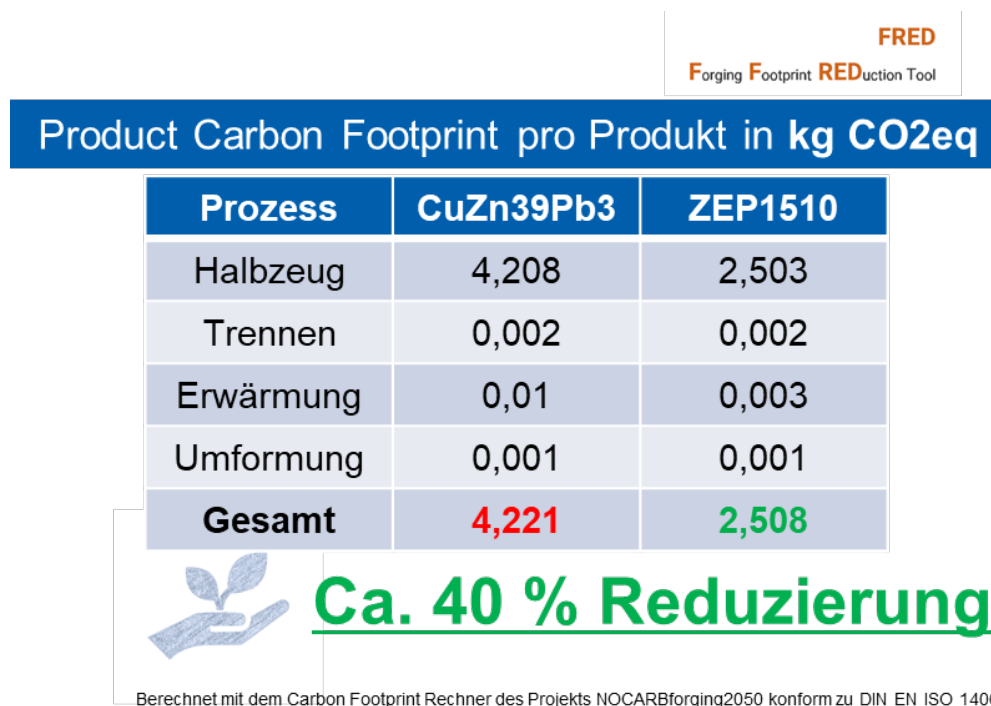 FRED
Forging Footprint REDuction Tool
Product Carbon Footprint pro Produkt in kg CO2eq
Prozess CuZn39Pb3 ZEP1510
Halbzeug 4,208 2,503
Trennen 0,002 0,002
Erwärmung 0,01 0,003
Umformung 0,001 0,001
Gesamt 4,221 2,508
Ca. 40 % Reduzierung
Berechnet mit dem Carbon Footprint Rechner des Projekts NOCARBforging2050 konform zu DIN EN ISO